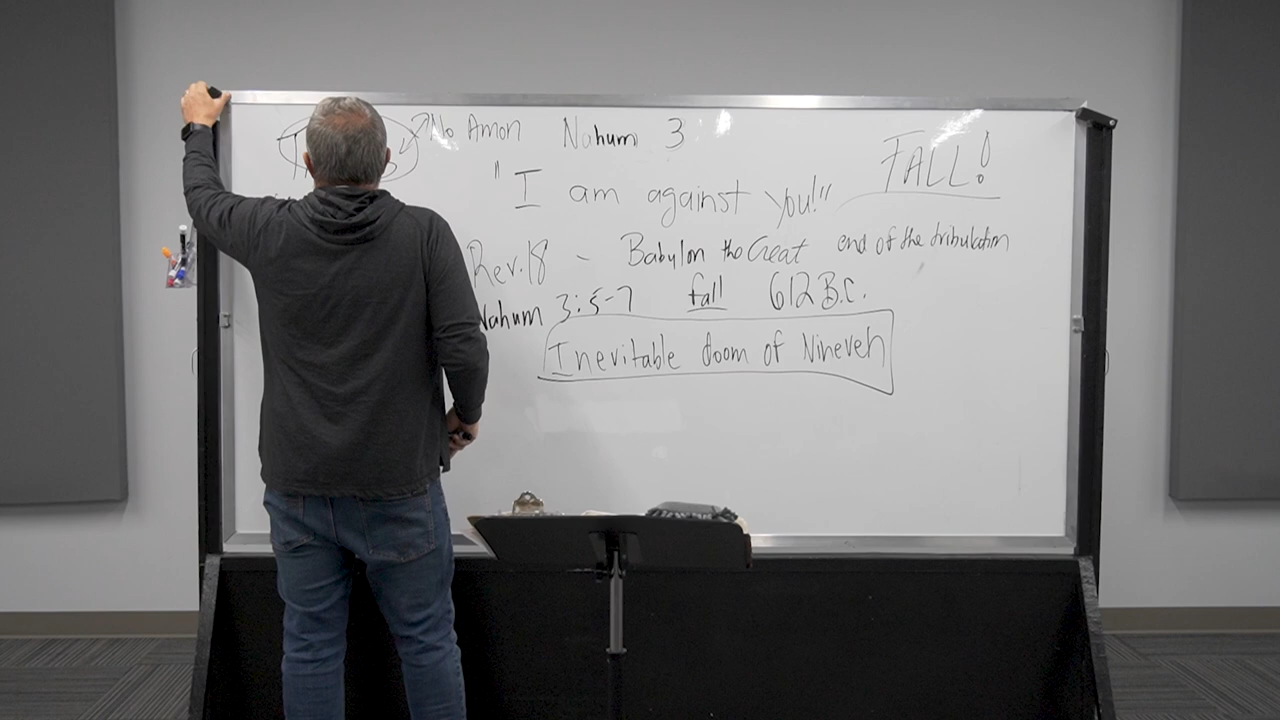 No Amon Nahum 3
"I am against you!" FALL!
Rev. 18 - Babylon the Great end of the tribulation
Nahum 3:5-7 fall 612 B.C.
Inevitable doom of Nineveh